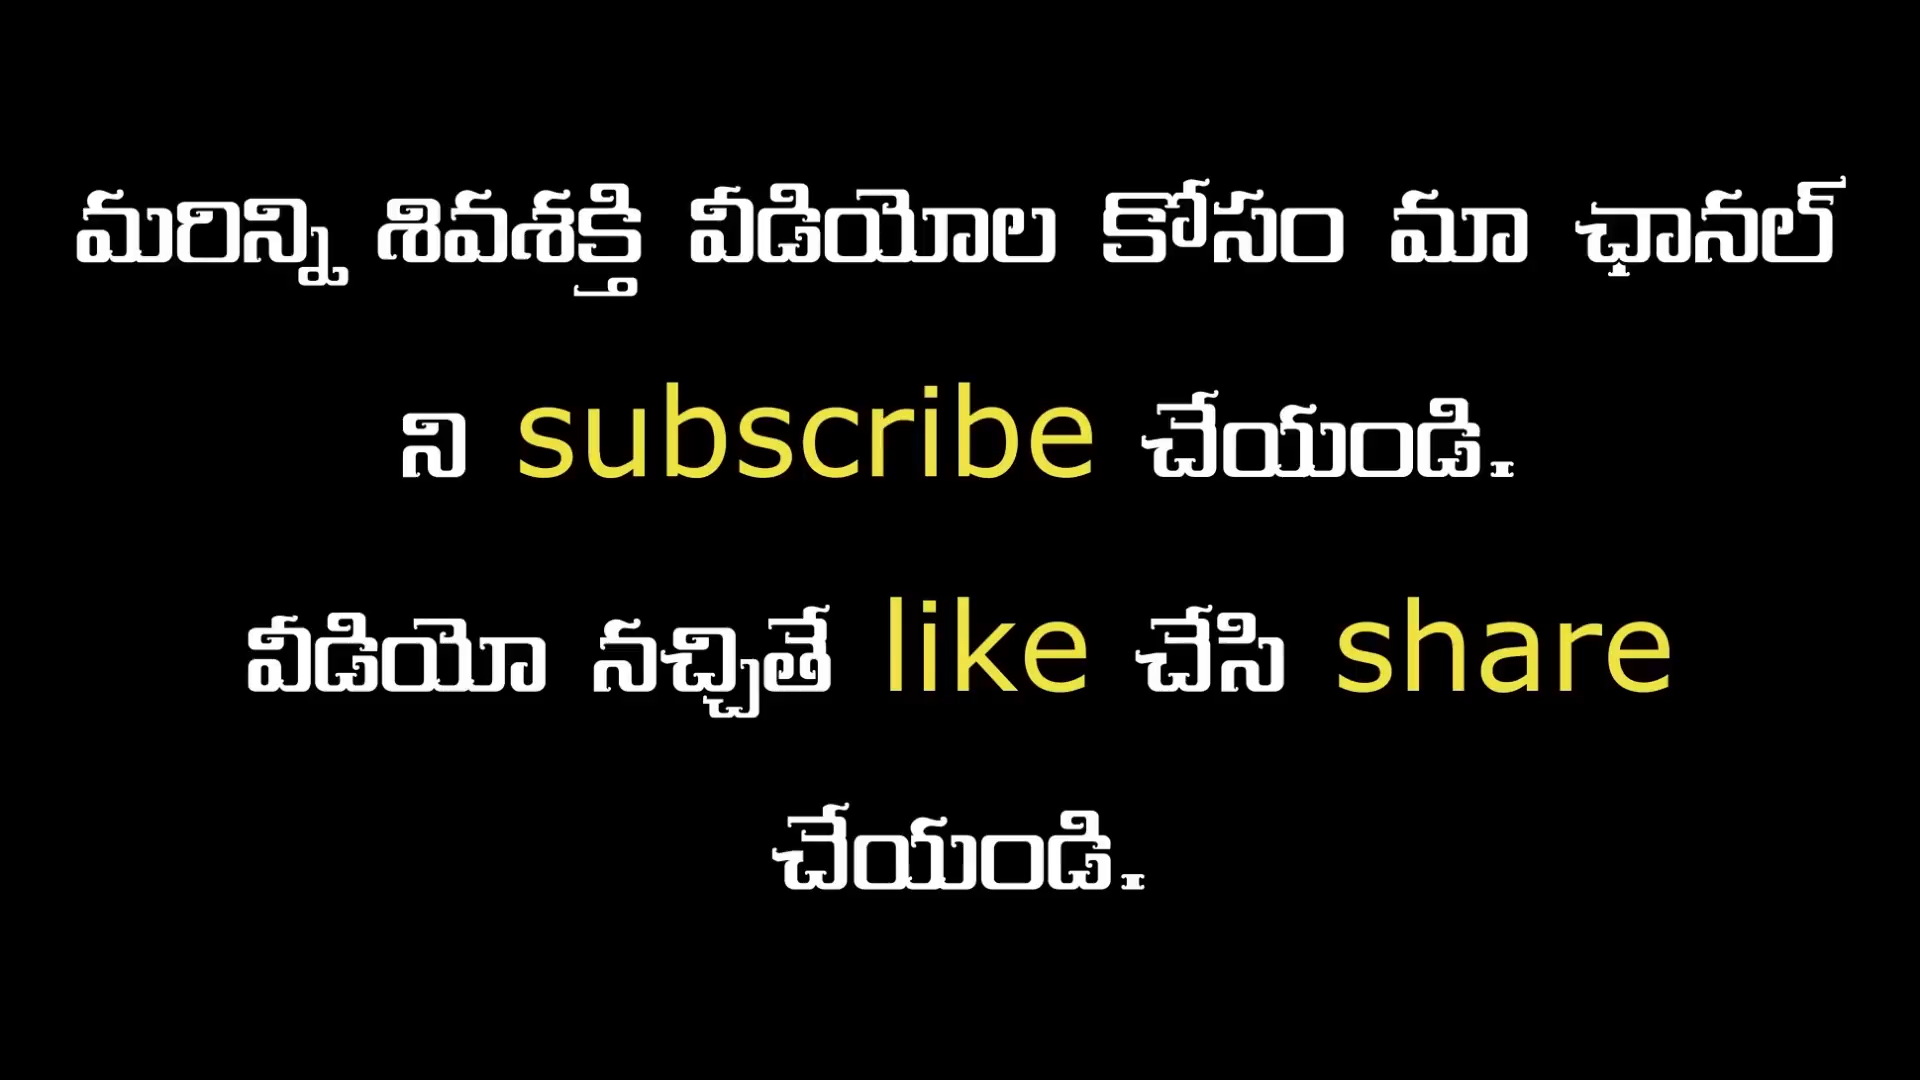 మరిన్ని శివశక్తి వీడియోల కోసం మా ఛానల్
ని subscribe చేయండి.
వీడియో నచ్చితే like చేసి share
చేయండి.